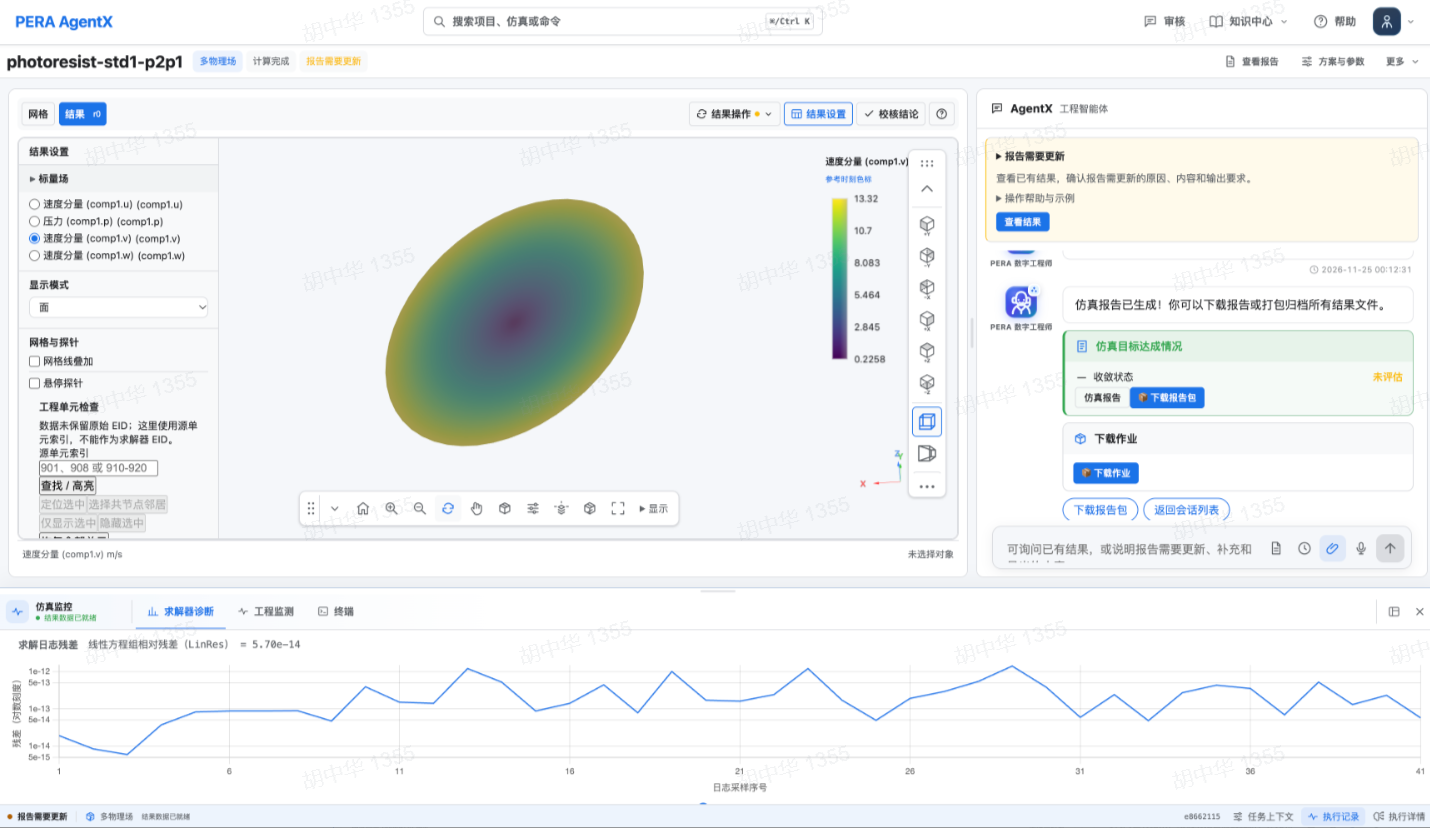 PERA AgentX
搜索项目、仿真或命令
⌘/Ctrl K
审核
知识中心
帮助
photoresist-std1-p2p1
多物理场
计算完成
报告需要更新
查看报告
方案与参数
更多
网格
结果 r0
结果操作
结果设置
校核结论
AgentX 工程智能体
结果设置
标量场
速度分量 (comp1.u) (comp1.u)
压力 (comp1.p) (comp1.p)
速度分量 (comp1.v) (comp1.v)
速度分量 (comp1.w) (comp1.w)
显示模式
面
网格与探针
网格线叠加
悬停探针
工程单元检查
数据未保留原始 EID；这里使用源单
元索引，不能作为求解器 EID。
源单元索引
901、908 或 910-920
查找 / 高亮
定位选中 选择共节点邻居
仅显示选中 隐藏选中
速度分量 (comp1.v)
参考时刻色标
13.32
10.7
8.083
5.464
2.845
0.2258
+Y
-Y
-X
+X
+Z
-Z
Z
Y
X
显示
速度分量 (comp1.v) m/s
未选择对象
报告需要更新
查看已有结果，确认报告需更新的原因、内容和输出要求。
操作帮助与示例
查看结果
PERA 数字工程师
2026-11-25 00:12:31
仿真报告已生成！你可以下载报告或打包归档所有结果文件。
PERA 数字工程师
仿真目标达成情况
— 收敛状态
未评估
仿真报告
下载报告包
下载作业
下载作业
下载报告包
返回会话列表
可询问已有结果，或说明报告需要更新、补充和
仿真监控
结果数据已就绪
求解器诊断
工程监测
终端
求解日志残差 线性方程组相对残差 (LinRes) = 5.70e-14
残差 (对数刻度)
1e-12
5e-13
1e-13
5e-14
1e-14
5e-15
1
6
11
16
21
26
31
36
41
日志采样序号
报告需要更新
多物理场
结果数据已就绪
e8662115
任务上下文
执行记录
执行详情
胡中华 1355